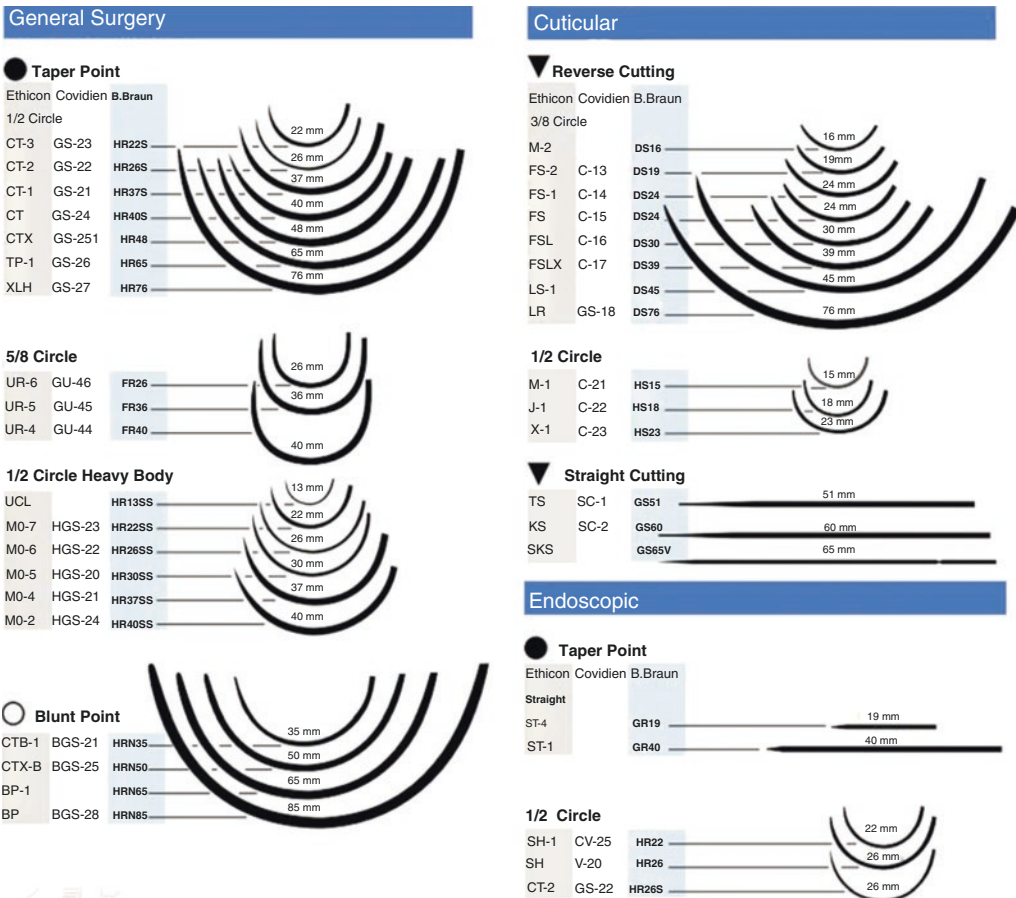 General Surgery
Taper Point
Ethicon Covidien B.Braun
1/2 Circle
CT-3 GS-23 HR22S 22 mm
CT-2 GS-22 HR26S 26 mm
CT-1 GS-21 HR37S 37 mm
CT GS-24 HR40S 40 mm
CTX GS-251 HR48 48 mm
TP-1 GS-26 HR65 65 mm
XLH GS-27 HR76 76 mm
5/8 Circle
UR-6 GU-46 FR26 26 mm
UR-5 GU-45 FR36 36 mm
UR-4 GU-44 FR40 40 mm
1/2 Circle Heavy Body
UCL HR13SS 13 mm
M0-7 HGS-23 HR22SS 22 mm
M0-6 HGS-22 HR26SS 26 mm
M0-5 HGS-20 HR30SS 30 mm
M0-4 HGS-21 HR37SS 37 mm
M0-2 HGS-24 HR40SS 40 mm
Blunt Point
CTB-1 BGS-21 HRN35 35 mm
CTX-B BGS-25 HRN50 50 mm
BP-1 HRN65 65 mm
BP BGS-28 HRN85 85 mm
Cuticular
Reverse Cutting
Ethicon Covidien B.Braun
3/8 Circle
M-2 DS16 16 mm
FS-2 C-13 DS19 19mm
FS-1 C-14 DS24 24 mm
FS C-15 DS24 24 mm
FSL C-16 DS30 30 mm
FSLX C-17 DS39 39 mm
LS-1 DS45 45 mm
LR GS-18 DS76 76 mm
1/2 Circle
M-1 C-21 HS15 15 mm
J-1 C-22 HS18 18 mm
X-1 C-23 HS23 23 mm
Straight Cutting
TS SC-1 GS51 51 mm
KS SC-2 GS60 60 mm
SKS GS65V 65 mm
Endoscopic
Taper Point
Ethicon Covidien B.Braun
Straight
ST-4 GR19 19 mm
ST-1 GR40 40 mm
1/2 Circle
SH-1 CV-25 HR22 22 mm
SH V-20 HR26 26 mm
CT-2 GS-22 HR26S 26 mm